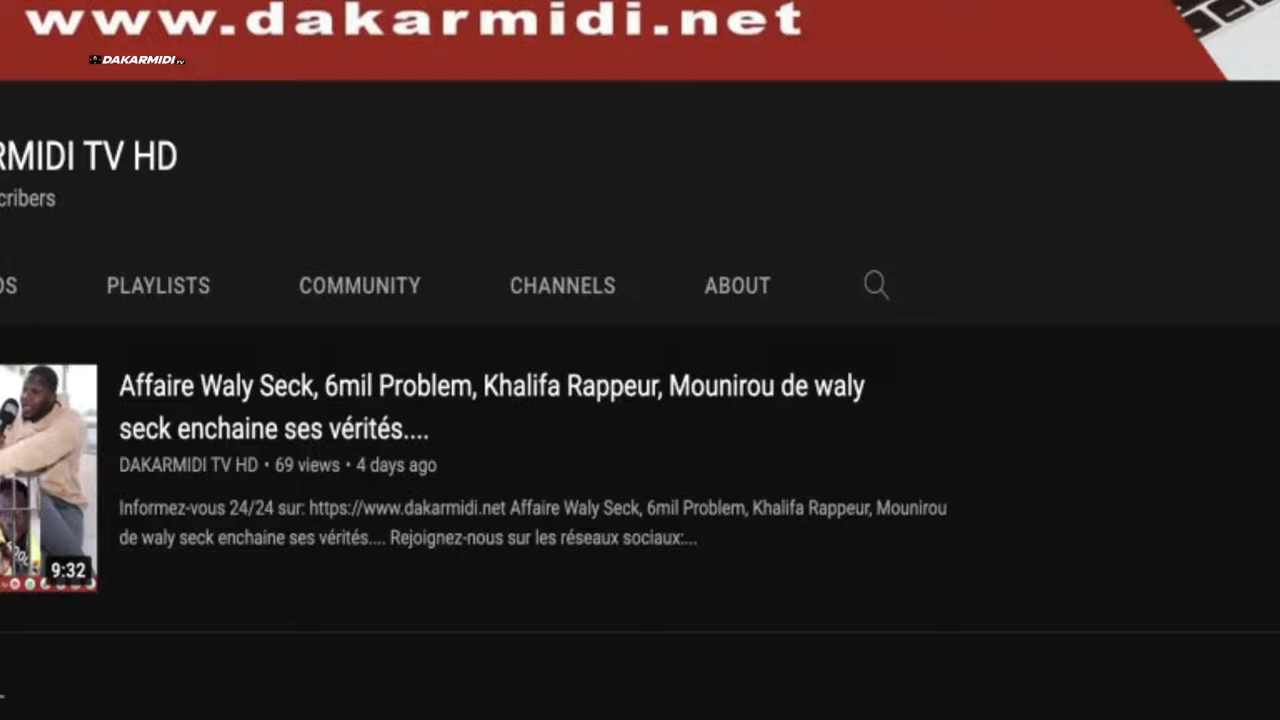 www.dakarmidi.net
DAKARMIDI TV
RMIDI TV HD
cribers
OS PLAYLISTS COMMUNITY CHANNELS ABOUT
Affaire Waly Seck, 6mil Problem, Khalifa Rappeur, Mounirou de waly
seck enchaine ses vérités....
DAKARMIDI TV HD • 69 views • 4 days ago
Informez-vous 24/24 sur: https://www.dakarmidi.net Affaire Waly Seck, 6mil Problem, Khalifa Rappeur, Mounirou
de waly seck enchaine ses vérités.... Rejoignez-nous sur les réseaux sociaux:...
9:32